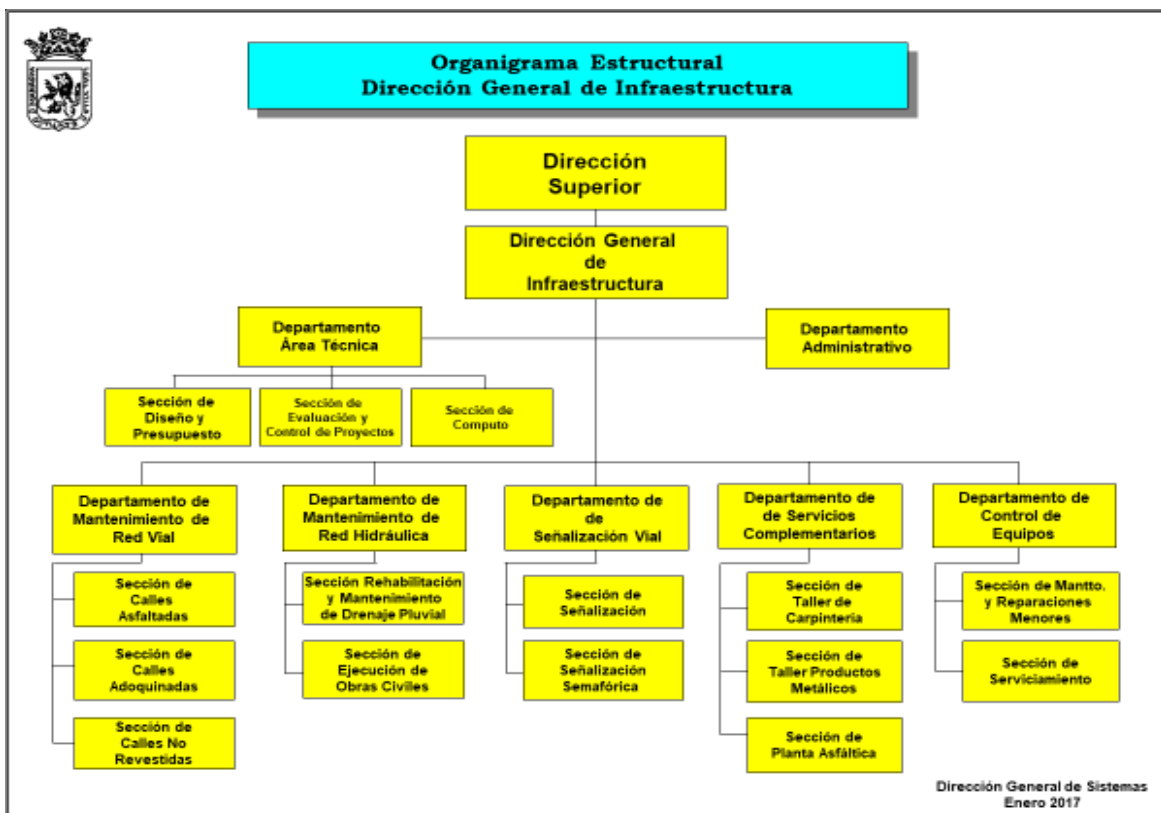 Organigrama Estructural
Dirección General de Infraestructura
Dirección
Superior
Dirección General
de
Infraestructura
Departamento
Área Técnica
Departamento
Administrativo
Sección de
Diseño y
Presupuesto
Sección de
Evaluación y
Control de Proyectos
Sección de
Computo
Departamento de
Mantenimiento de
Red Vial
Departamento de
Mantenimiento de
Red Hidráulica
Departamento de
de
Señalización Vial
Departamento de
de Servicios
Complementarios
Departamento de
Control de
Equipos
Sección de
Calles
Asfaltadas
Sección Rehabilitación
y Mantenimiento
de Drenaje Pluvial
Sección de
Señalización
Sección de
Taller de
Carpintería
Sección de Mantto.
y Reparaciones
Menores
Sección de
Calles
Adoquinadas
Sección de
Ejecución de
Obras Civiles
Sección de
Señalización
Semafórica
Sección de
Taller Productos
Metálicos
Sección de
Serviciamiento
Sección de
Calles No
Revestidas
Sección de
Planta Asfáltica
Dirección General de Sistemas
Enero 2017